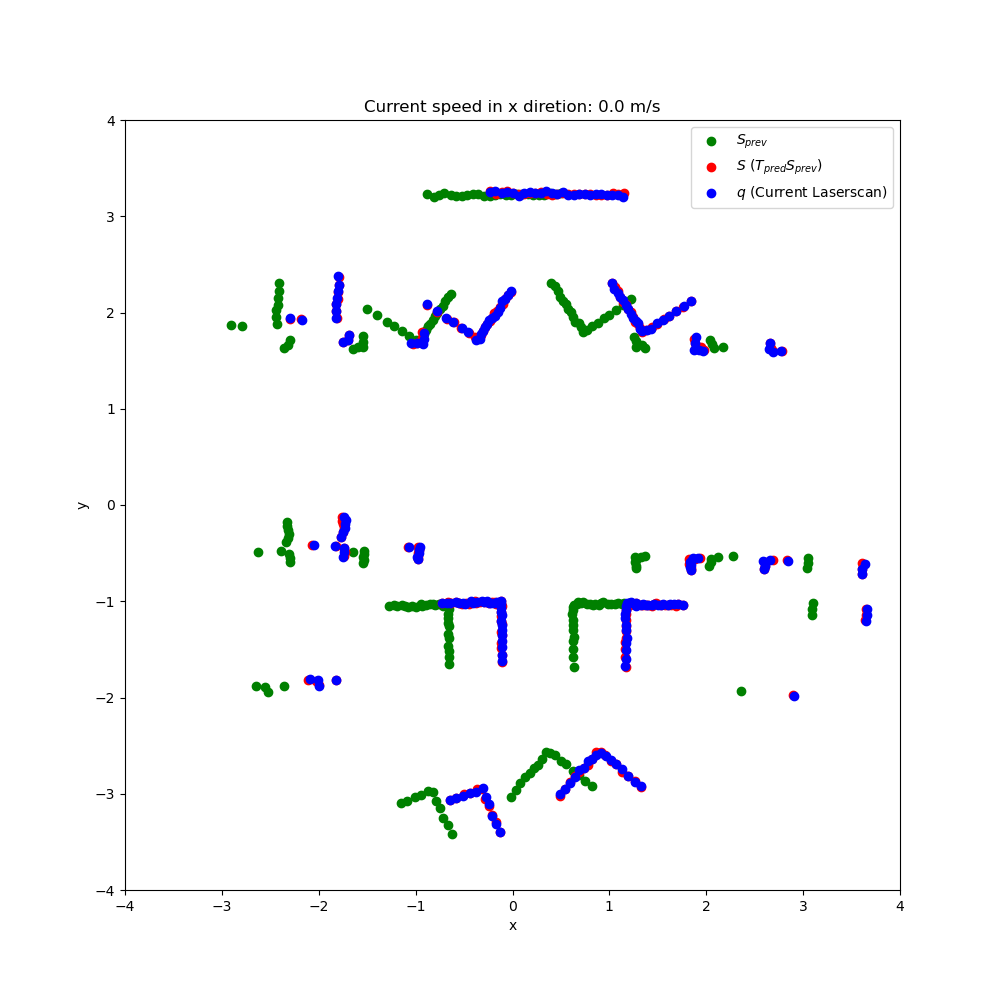 Current speed in x diretion: 0.0 m/s
S_prev
S (T_pred S_prev)
q (Current Laserscan)
4
3
2
1
0
−1
−2
−3
−4
y
−4 −3 −2 −1 0 1 2 3 4
x